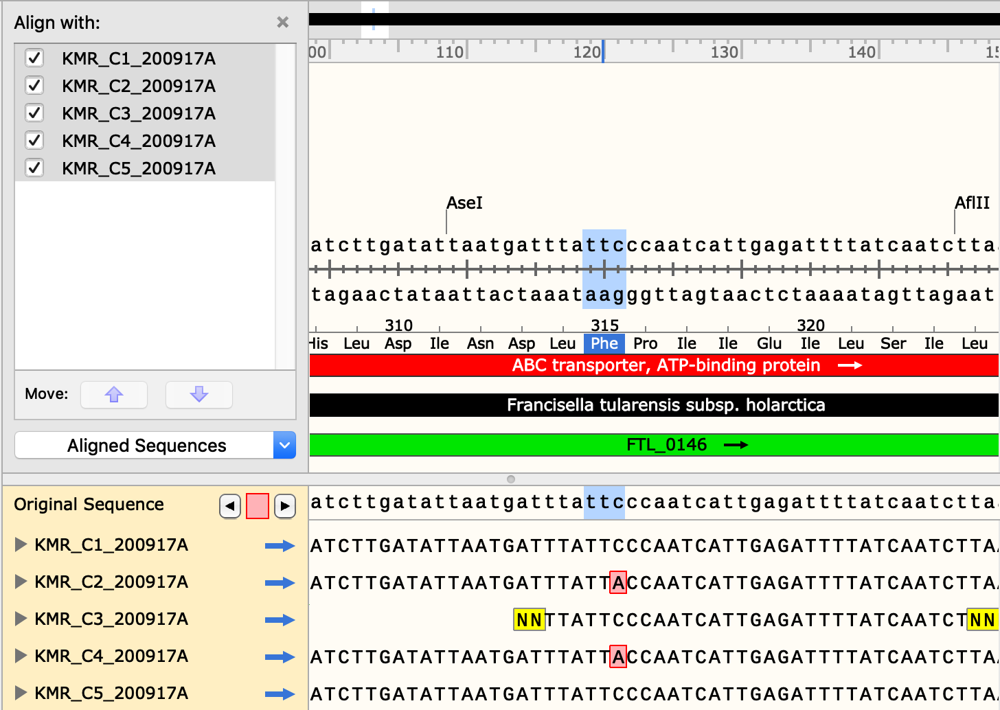 Align with:
KMR_C1_200917A
KMR_C2_200917A
KMR_C3_200917A
KMR_C4_200917A
KMR_C5_200917A
Move:
Aligned Sequences
00 110 120 130 140 15
AseI AflII
atcttgatattaatgatttattcccaatcattgagattttatcaatctta
tagaactataattactaaataagggttagtaactctaaaatagttagaat
310 315 320
His Leu Asp Ile Asn Asp Leu Phe Pro Ile Ile Glu Ile Leu Ser Ile Leu
ABC transporter, ATP-binding protein
Francisella tularensis subsp. holarctica
FTL_0146
Original Sequence atcttgatattaatgatttattcccaatcattgagattttatcaatctta
KMR_C1_200917A ATCTTGATATTAATGATTTATTCCCAATCATTGAGATTTTATCAATCTTA
KMR_C2_200917A ATCTTGATATTAATGATTTATTACCAATCATTGAGATTTTATCAATCTTA
KMR_C3_200917A NNTTATTCCCAATCATTGAGATTTTATCAATCTNN
KMR_C4_200917A ATCTTGATATTAATGATTTATTACCAATCATTGAGATTTTATCAATCTTA
KMR_C5_200917A ATCTTGATATTAATGATTTATTCCCAATCATTGAGATTTTATCAATCTTA